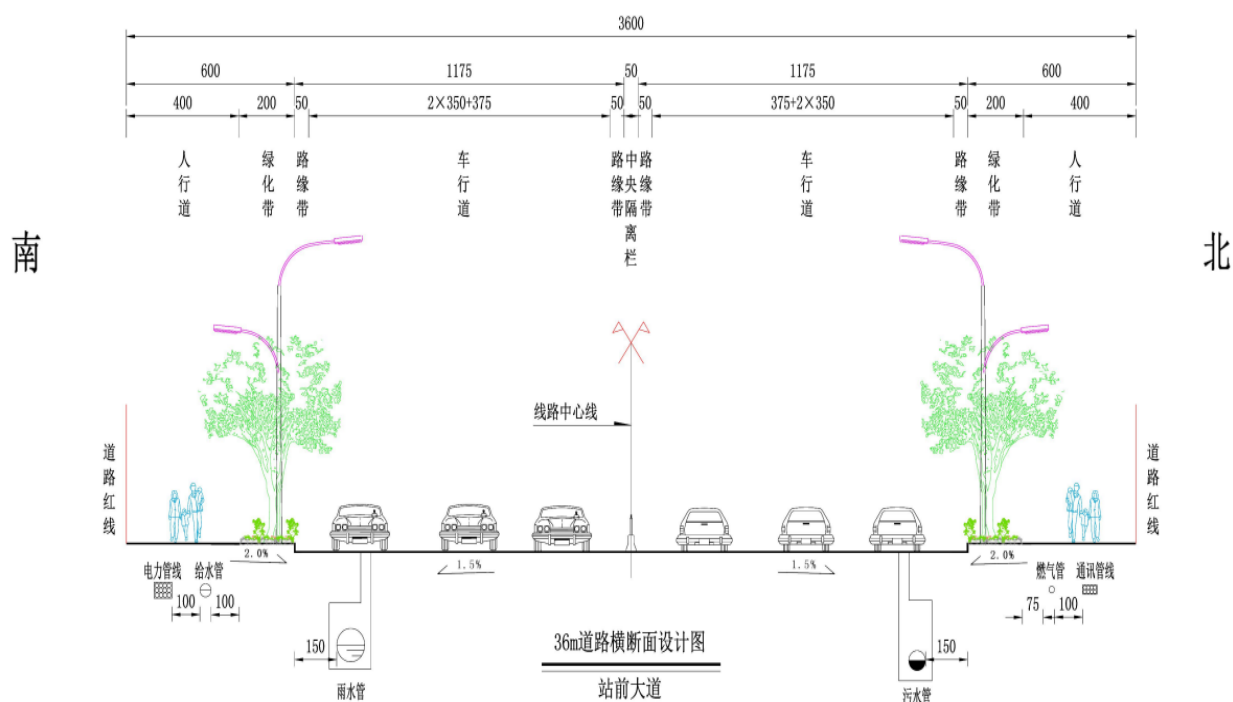 3600
600 1175 50 1175 600
400 200 50 2×350+375 50 50 375+2×350 50 200 400
人行道
绿化带
路缘带
车行道
路缘带
中央隔离栏
路缘带
车行道
路缘带
绿化带
人行道
南
北
线路中心线
道路红线
道路红线
2.0% 1.5% 1.5% 2.0%
电力管线 给水管
燃气管 通讯管线
100 100
75 100
150
150
雨水管
污水管
36m道路横断面设计图
站前大道